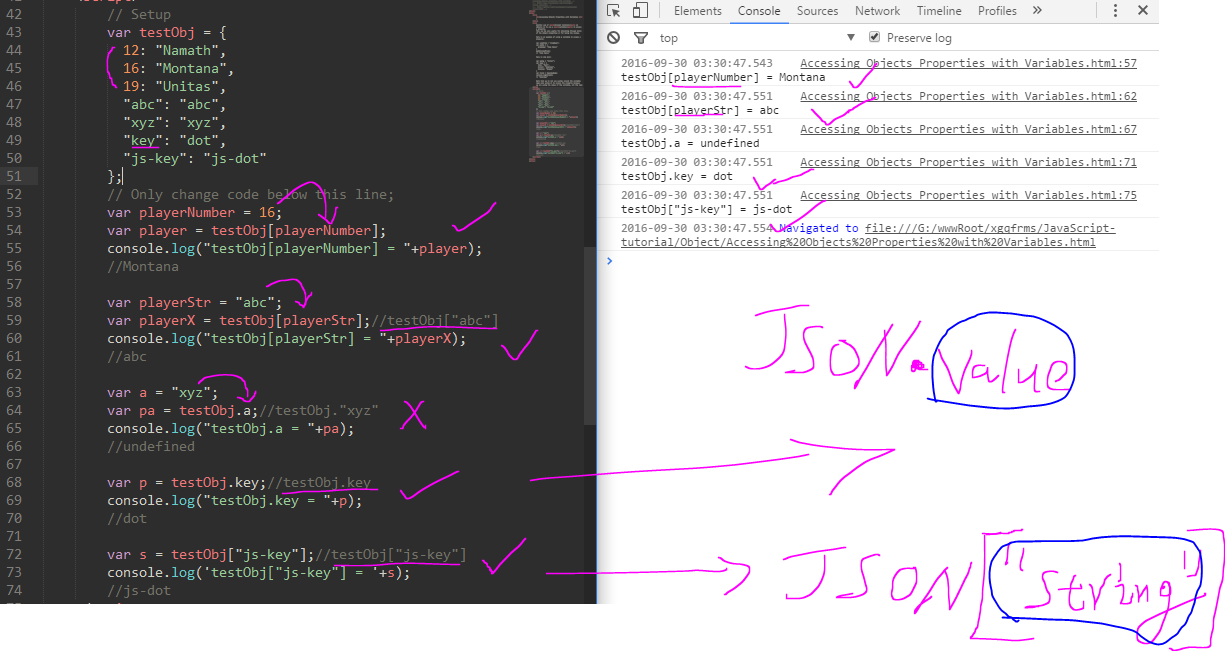 42 // Setup
43 var testObj = {
44 12: "Namath",
45 16: "Montana",
46 19: "Unitas",
47 "abc": "abc",
48 "xyz": "xyz",
49 "key": "dot",
50 "js-key": "js-dot"
51 };
52 // Only change code below this line;
53 var playerNumber = 16;
54 var player = testObj[playerNumber];
55 console.log("testObj[playerNumber] = "+player);
56 //Montana
57
58 var playerStr = "abc";
59 var playerX = testObj[playerStr];//testObj["abc"]
60 console.log("testObj[playerStr] = "+playerX);
61 //abc
62
63 var a = "xyz";
64 var pa = testObj.a;//testObj."xyz"
65 console.log("testObj.a = "+pa);
66 //undefined
67
68 var p = testObj.key;//testObj.key
69 console.log("testObj.key = "+p);
70 //dot
71
72 var s = testObj["js-key"];//testObj["js-key"]
73 console.log('testObj["js-key"] = '+s);
74 //js-dot
Elements Console Sources Network Timeline Profiles »
top Preserve log
2016-09-30 03:30:47.543 Accessing Objects Properties with Variables.html:57
testObj[playerNumber] = Montana
2016-09-30 03:30:47.551 Accessing Objects Properties with Variables.html:62
testObj[playerStr] = abc
2016-09-30 03:30:47.551 Accessing Objects Properties with Variables.html:67
testObj.a = undefined
2016-09-30 03:30:47.551 Accessing Objects Properties with Variables.html:71
testObj.key = dot
2016-09-30 03:30:47.551 Accessing Objects Properties with Variables.html:75
testObj["js-key"] = js-dot
2016-09-30 03:30:47.554 Navigated to file:///G:/wwwRoot/xgqfrms/JavaScript-
tutorial/Object/Accessing%20Objects%20Properties%20with%20Variables.html
JSON.Value
JSON["String"]